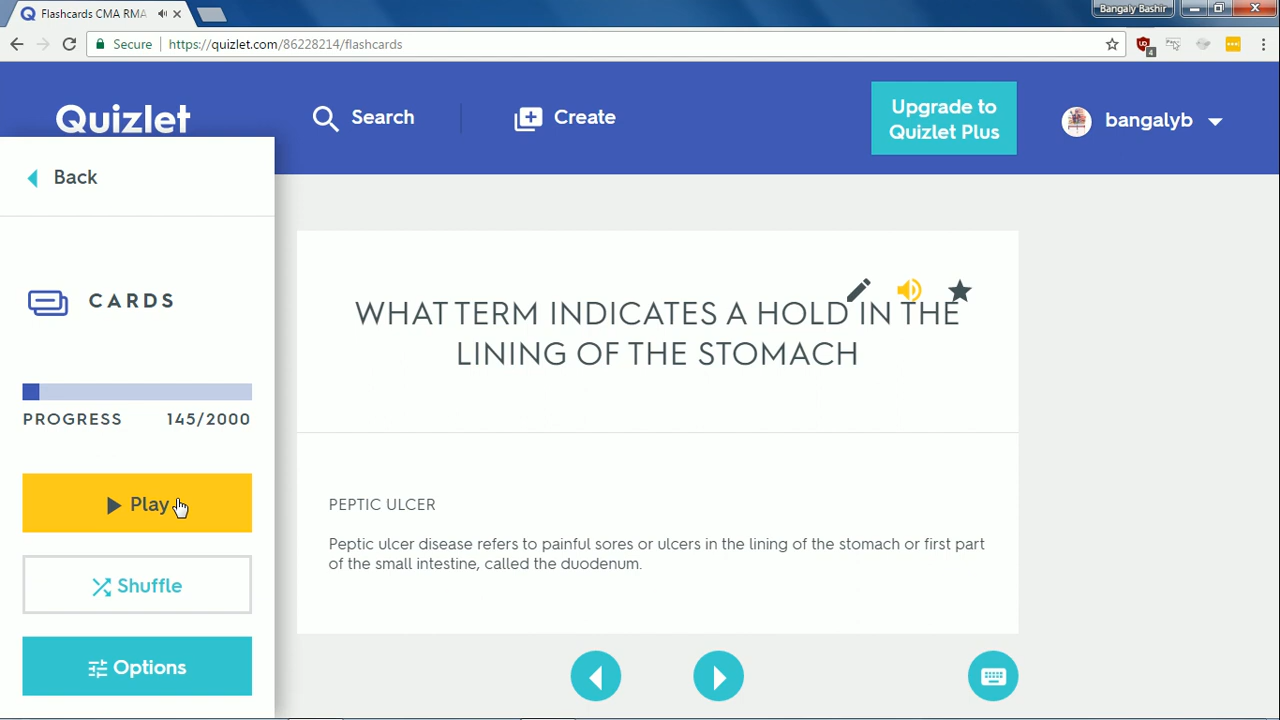 Flashcards CMA RMA
Bangaly Bashir
Secure
https://quizlet.com/86228214/flashcards
4
Quizlet
Search
Create
Upgrade to
Quizlet Plus
bangalyb
Back
CARDS
PROGRESS 145/2000
Play
Shuffle
Options
WHAT TERM INDICATES A HOLD IN THE
LINING OF THE STOMACH
PEPTIC ULCER
Peptic ulcer disease refers to painful sores or ulcers in the lining of the stomach or first part
of the small intestine, called the duodenum.